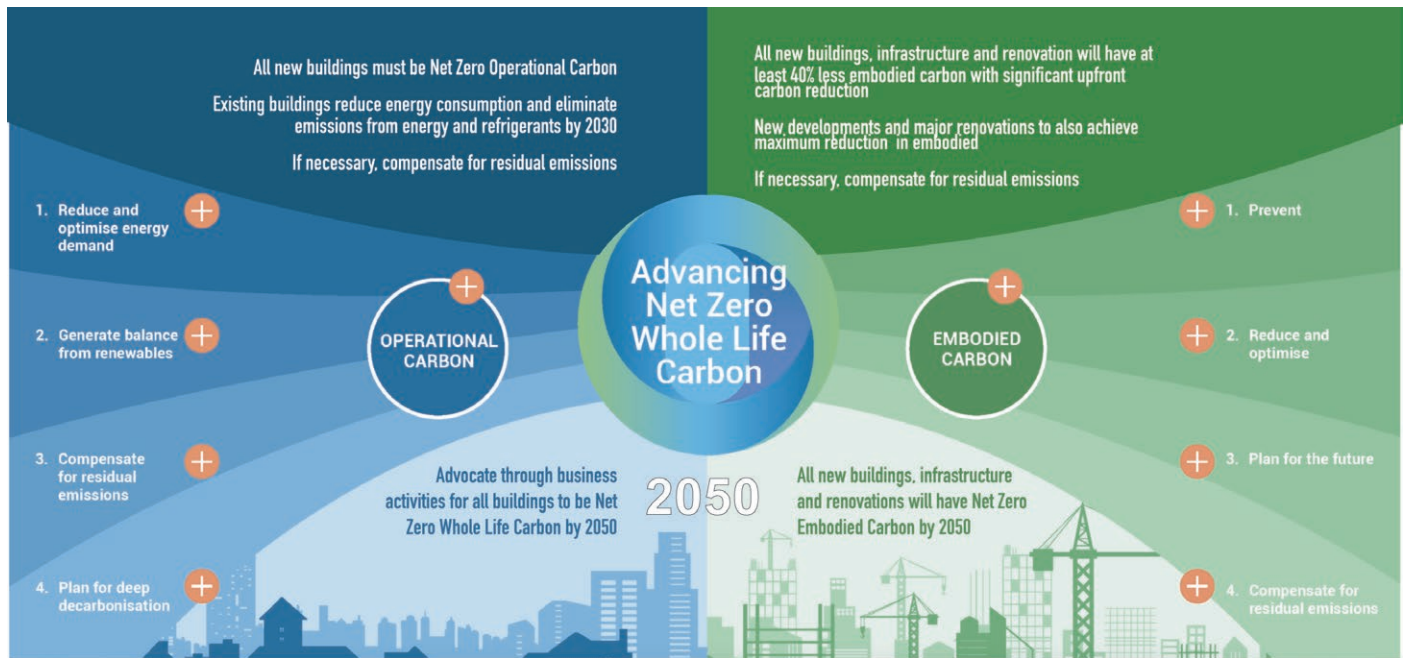 All new buildings must be Net Zero Operational Carbon
Existing buildings reduce energy consumption and eliminate
emissions from energy and refrigerants by 2030
If necessary, compensate for residual emissions
All new buildings, infrastructure and renovation will have at
least 40% less embodied carbon with significant upfront
carbon reduction
New developments and major renovations to also achieve
maximum reduction in embodied
If necessary, compensate for residual emissions
1. Reduce and
optimise energy
demand
2. Generate balance
from renewables
3. Compensate
for residual
emissions
4. Plan for deep
decarbonisation
OPERATIONAL
CARBON
Advancing
Net Zero
Whole Life
Carbon
EMBODIED
CARBON
1. Prevent
2. Reduce and
optimise
3. Plan for the future
4. Compensate for
residual emissions
Advocate through business
activities for all buildings to be Net
Zero Whole Life Carbon by 2050
2050
All new buildings, infrastructure
and renovations will have Net Zero
Embodied Carbon by 2050